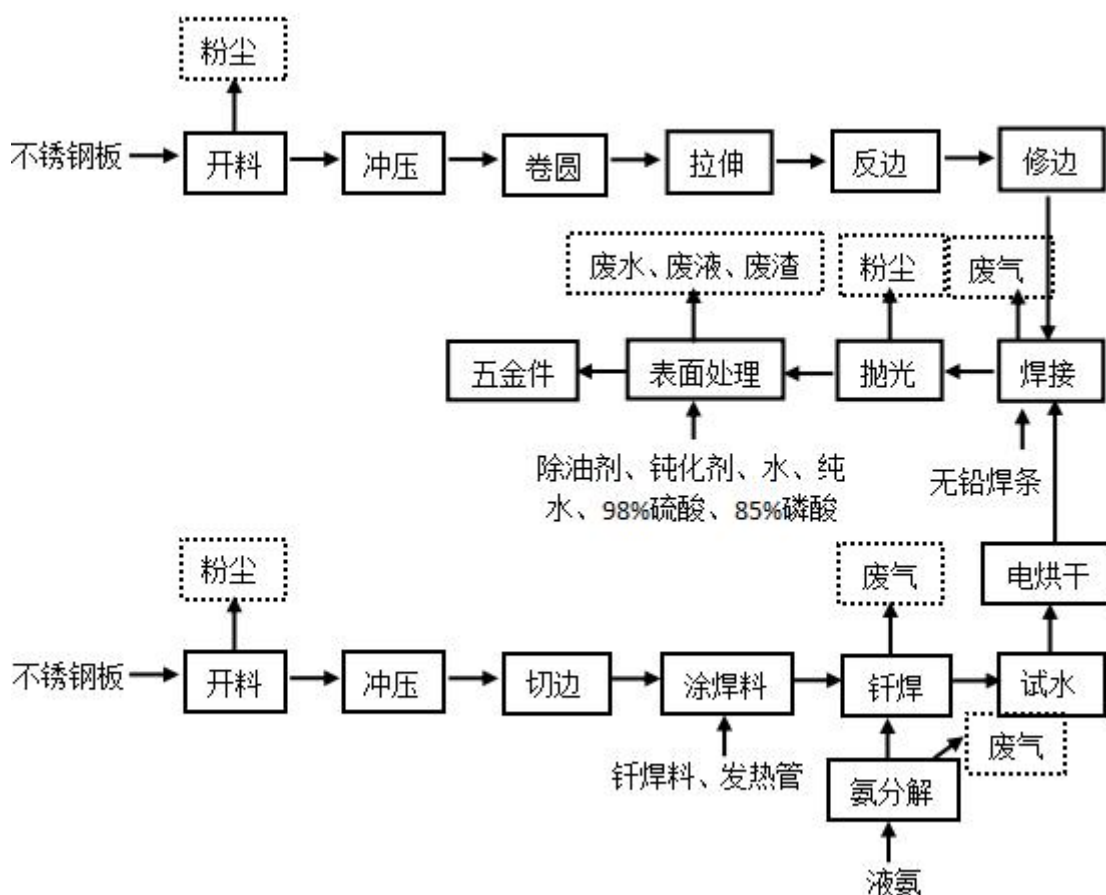 粉尘
不锈钢板
开料
冲压
卷圆
拉伸
反边
修边
废水、废液、废渣
粉尘
废气
五金件
表面处理
抛光
焊接
除油剂、钝化剂、水、纯
水、98%硫酸、85%磷酸
无铅焊条
粉尘
废气
电烘干
不锈钢板
开料
冲压
切边
涂焊料
钎焊
试水
钎焊料、发热管
废气
氨分解
液氨